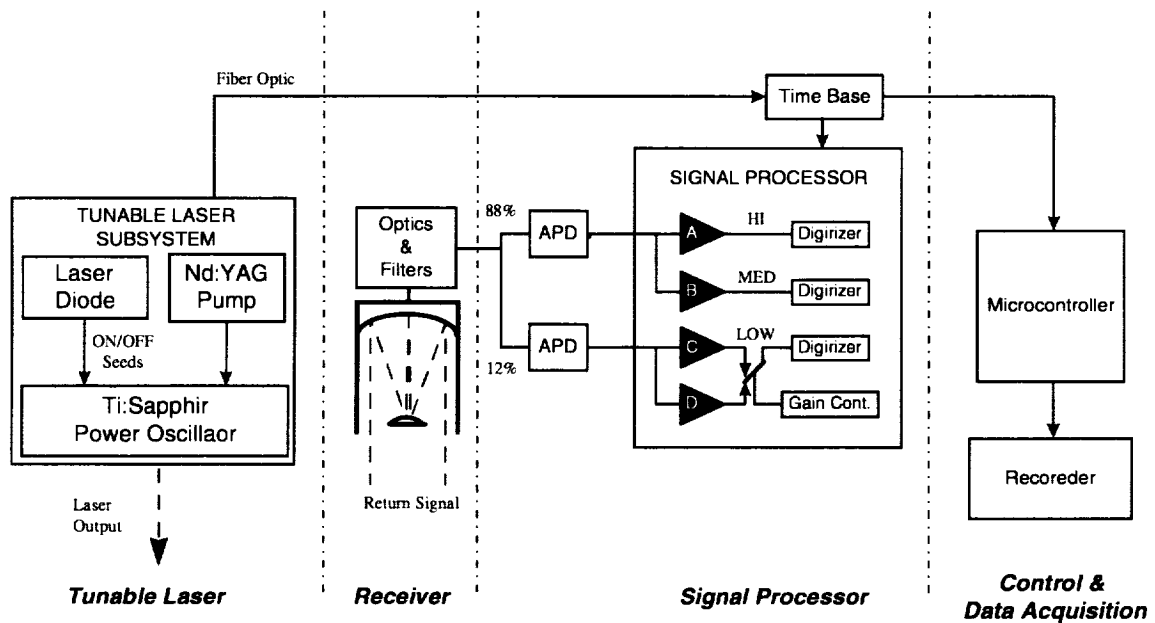 Fiber Optic
Time Base
TUNABLE LASER
SUBSYSTEM
Laser
Diode
Nd:YAG
Pump
ON/OFF
Seeds
Ti:Sapphir
Power Oscillaor
Laser
Output
Tunable Laser
Optics
&
Filters
Return Signal
Receiver
88%
APD
12%
APD
SIGNAL PROCESSOR
A
HI
Digirizer
B
MED
Digirizer
C
LOW
Digirizer
D
Gain Cont.
Signal Processor
Microcontroller
Recoreder
Control &
Data Acquisition